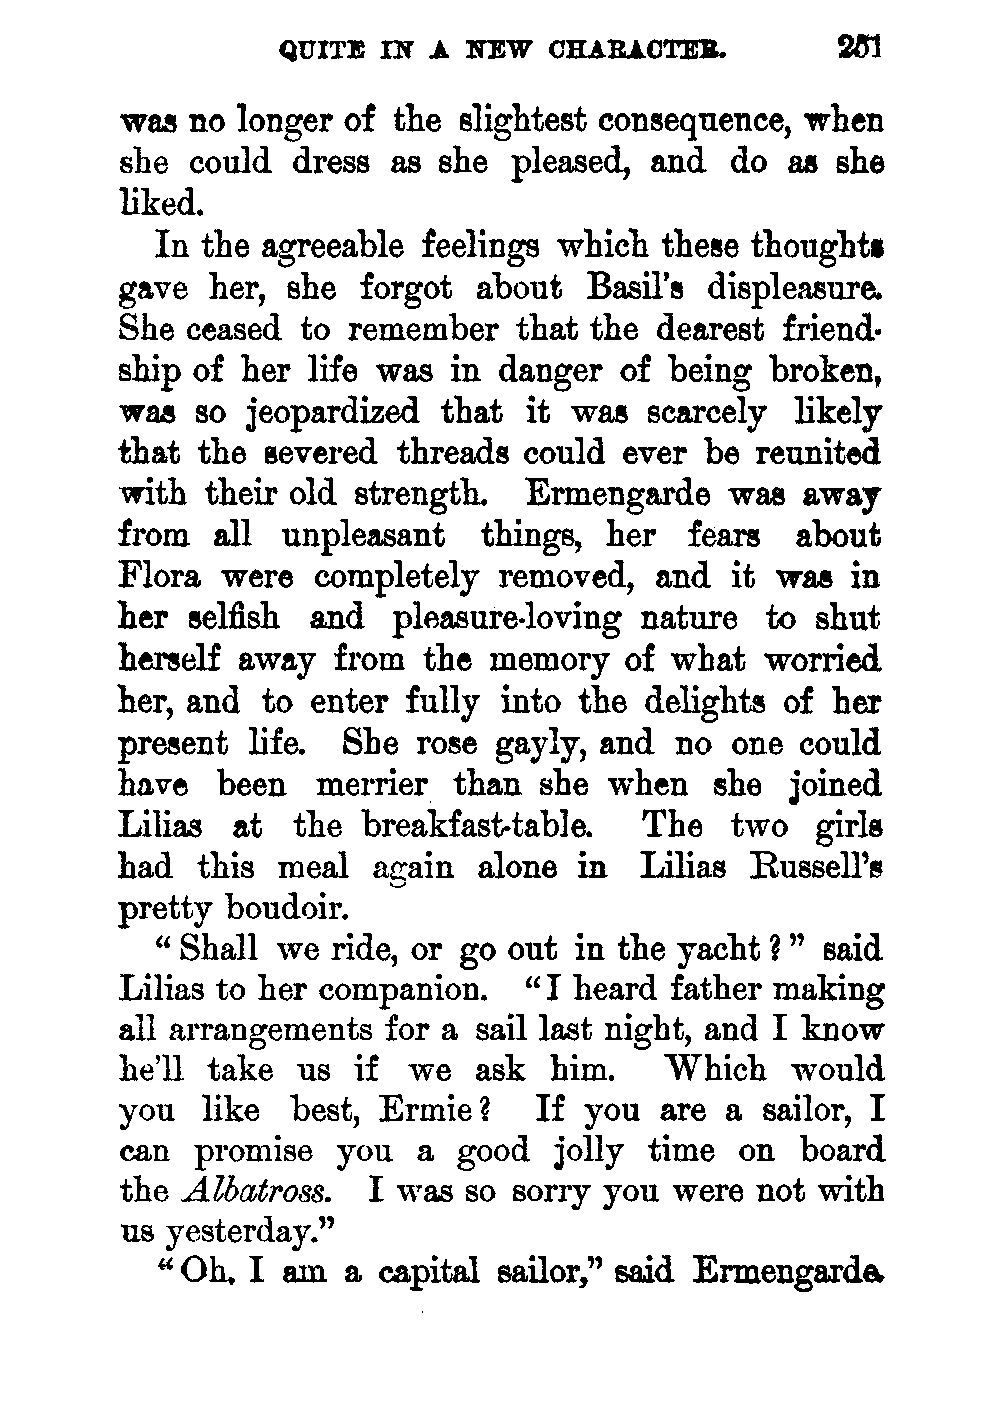 QUITE IN A NEW CHARACTER. 251
was no longer of the slightest consequence, when
she could dress as she pleased, and do as she
liked.
In the agreeable feelings which these thoughts
gave her, she forgot about Basil's displeasure.
She ceased to remember that the dearest friend-
ship of her life was in danger of being broken,
was so jeopardized that it was scarcely likely
that the severed threads could ever be reunited
with their old strength. Ermengarde was away
from all unpleasant things, her fears about
Flora were completely removed, and it was in
her selfish and pleasure-loving nature to shut
herself away from the memory of what worried
her, and to enter fully into the delights of her
present life. She rose gayly, and no one could
have been merrier than she when she joined
Lilias at the breakfast-table. The two girls
had this meal again alone in Lilias Russell's
pretty boudoir.
"Shall we ride, or go out in the yacht?" said
Lilias to her companion. "I heard father making
all arrangements for a sail last night, and I know
he'll take us if we ask him. Which would
you like best, Ermie? If you are a sailor, I
can promise you a good jolly time on board
the Albatross. I was so sorry you were not with
us yesterday."
"Oh, I am a capital sailor," said Ermengarde.